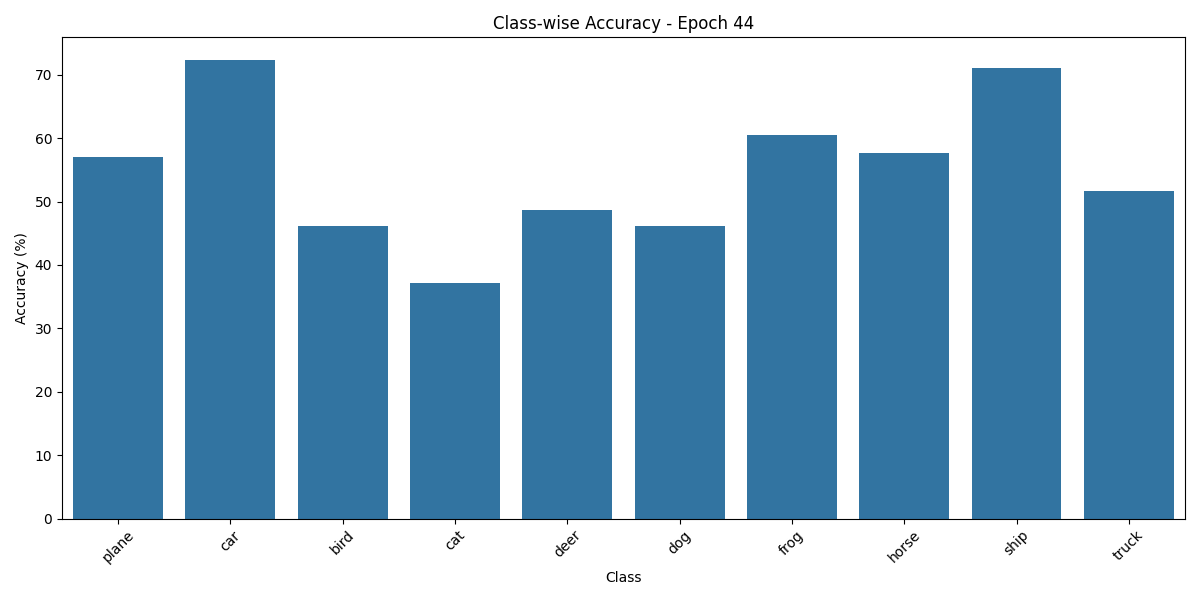 Class-wise Accuracy - Epoch 44
Accuracy (%)
70
60
50
40
30
20
10
0
plane
car
bird
cat
deer
dog
frog
horse
ship
truck
Class